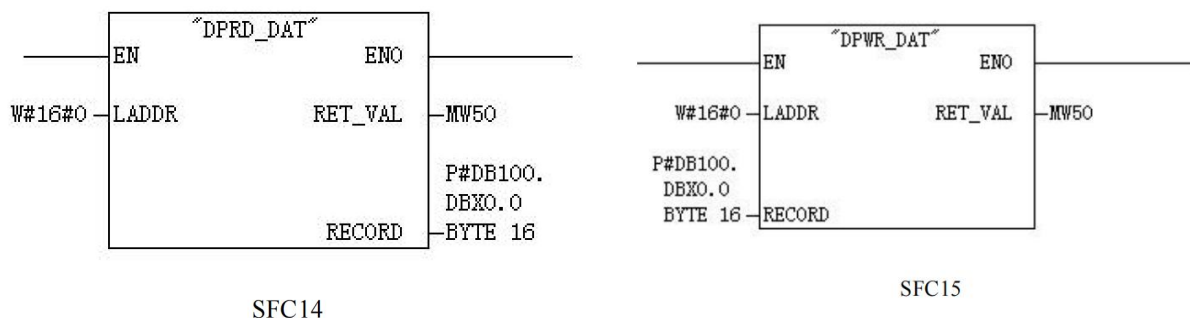 "DPRD_DAT"
EN ENO
W#16#0 LADDR RET_VAL MW50
P#DB100.
DBX0.0
RECORD BYTE 16
SFC14
"DPWR_DAT"
EN ENO
W#16#0 LADDR RET_VAL MW50
P#DB100.
DBX0.0
BYTE 16 RECORD
SFC15